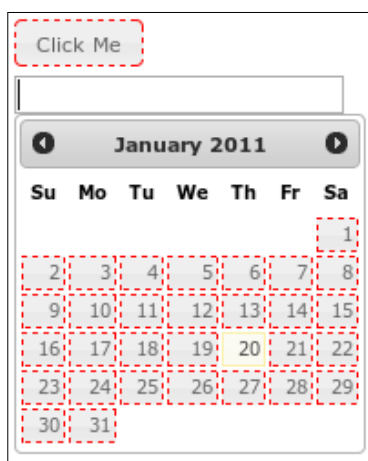 Click Me
January 2011
Su Mo Tu We Th Fr Sa
1
2 3 4 5 6 7 8
9 10 11 12 13 14 15
16 17 18 19 20 21 22
23 24 25 26 27 28 29
30 31